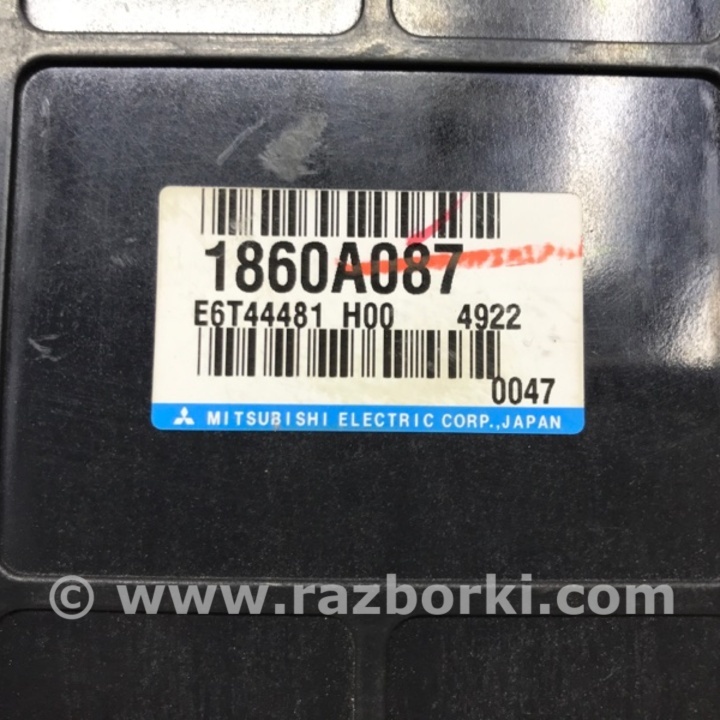 1860A087
E6T44481 H00 4922
0047
MITSUBISHI ELECTRIC CORP.,JAPAN
© www.razborki.com